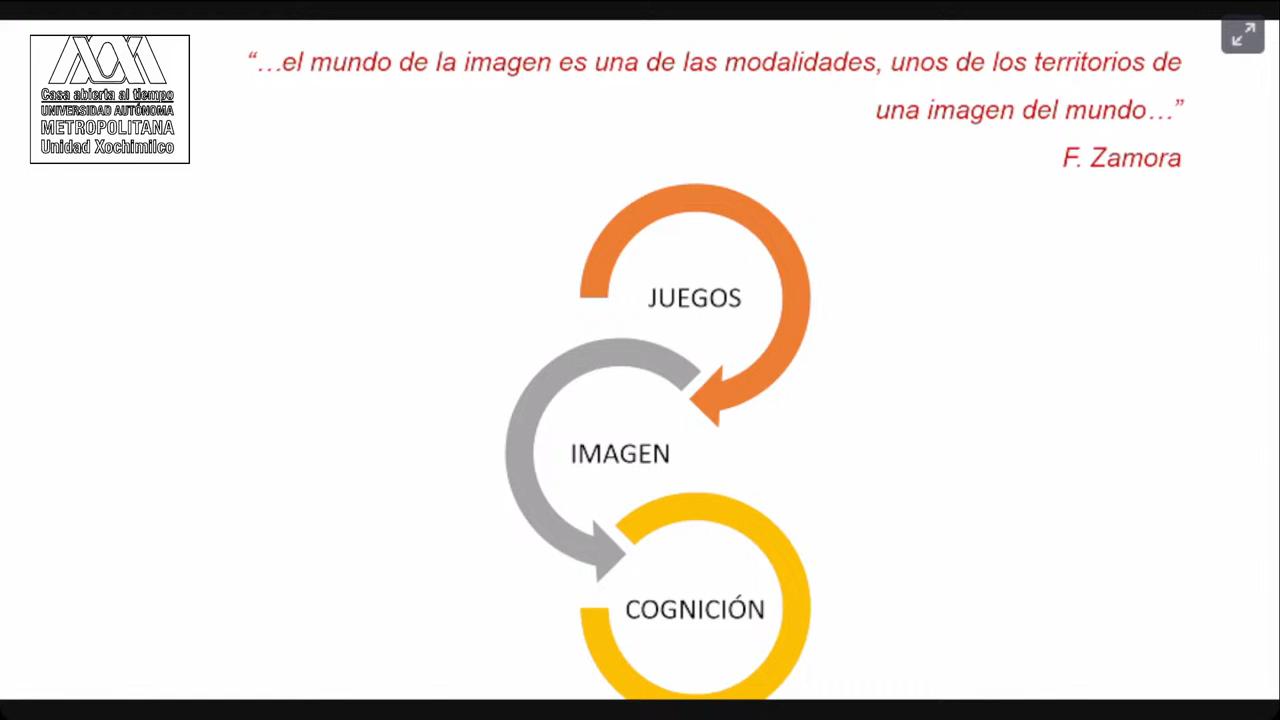 Casa abierta al tiempo
UNIVERSIDAD AUTÓNOMA
METROPOLITANA
Unidad Xochimilco
“…el mundo de la imagen es una de las modalidades, unos de los territorios de
una imagen del mundo…”
F. Zamora
JUEGOS
IMAGEN
COGNICIÓN